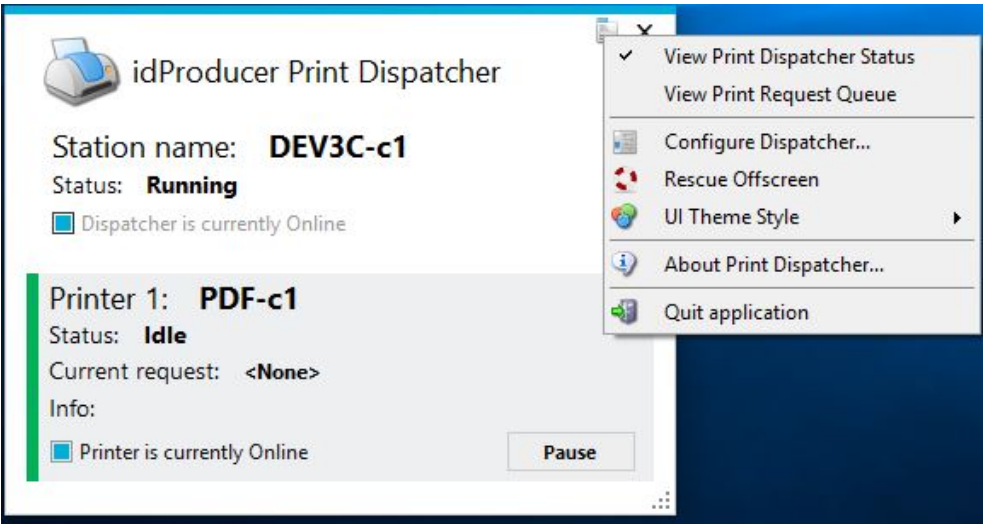 idProducer Print Dispatcher
Station name: DEV3C-c1
Status: Running
Dispatcher is currently Online
Printer 1: PDF-c1
Status: Idle
Current request: <None>
Info:
Printer is currently Online
Pause
View Print Dispatcher Status
View Print Request Queue
Configure Dispatcher...
Rescue Offscreen
UI Theme Style
About Print Dispatcher...
Quit application